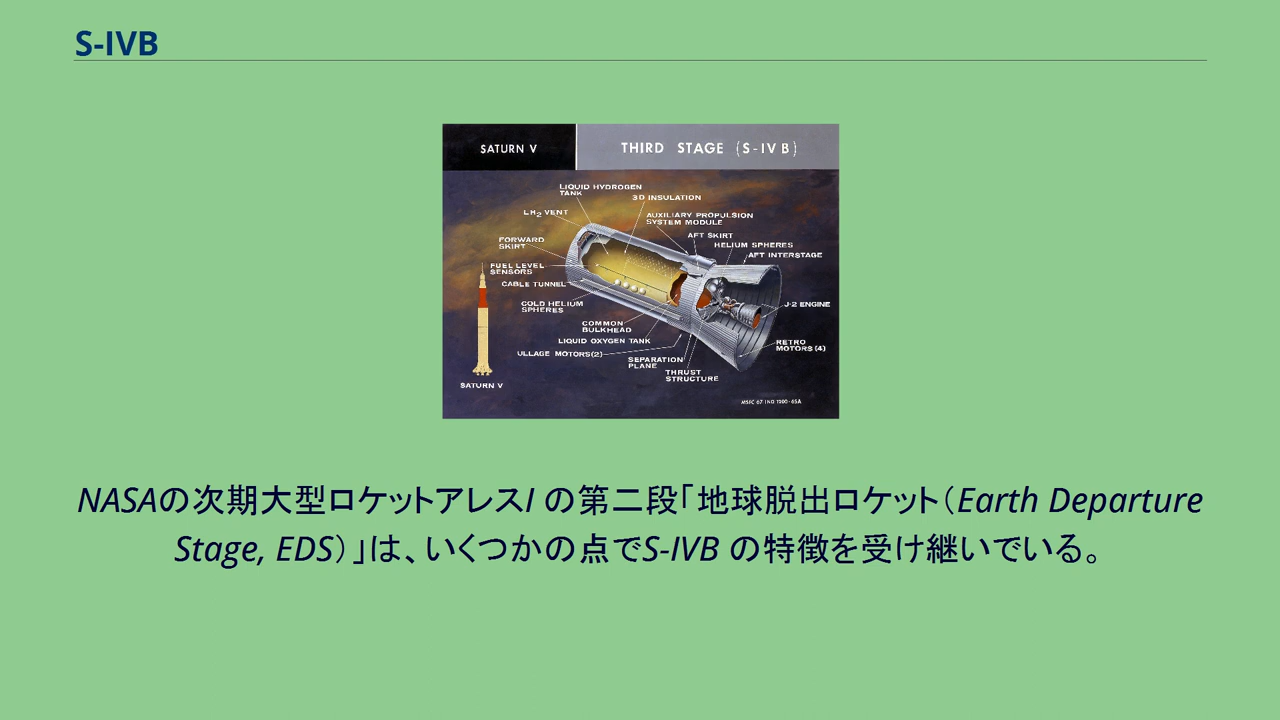 S-IVB
SATURN V
THIRD STAGE (S-IVB)
LIQUID HYDROGEN
TANK
3D INSULATION
LH2 VENT
AUXILIARY PROPULSION
SYSTEM MODULE
AFT SKIRT
FORWARD
SKIRT
HELIUM SPHERES
AFT INTERSTAGE
FUEL LEVEL
SENSORS
CABLE TUNNEL
COLD HELIUM
SPHERES
J-2 ENGINE
COMMON
BULKHEAD
LIQUID OXYGEN TANK
RETRO
MOTORS (4)
ULLAGE MOTORS(2)
SEPARATION
PLANE
THRUST
STRUCTURE
SATURN V
NASAの次期大型ロケットアレスI の第二段「地球脱出ロケット（Earth Departure
Stage, EDS）」は、いくつかの点でS-IVB の特徴を受け継いでいる。